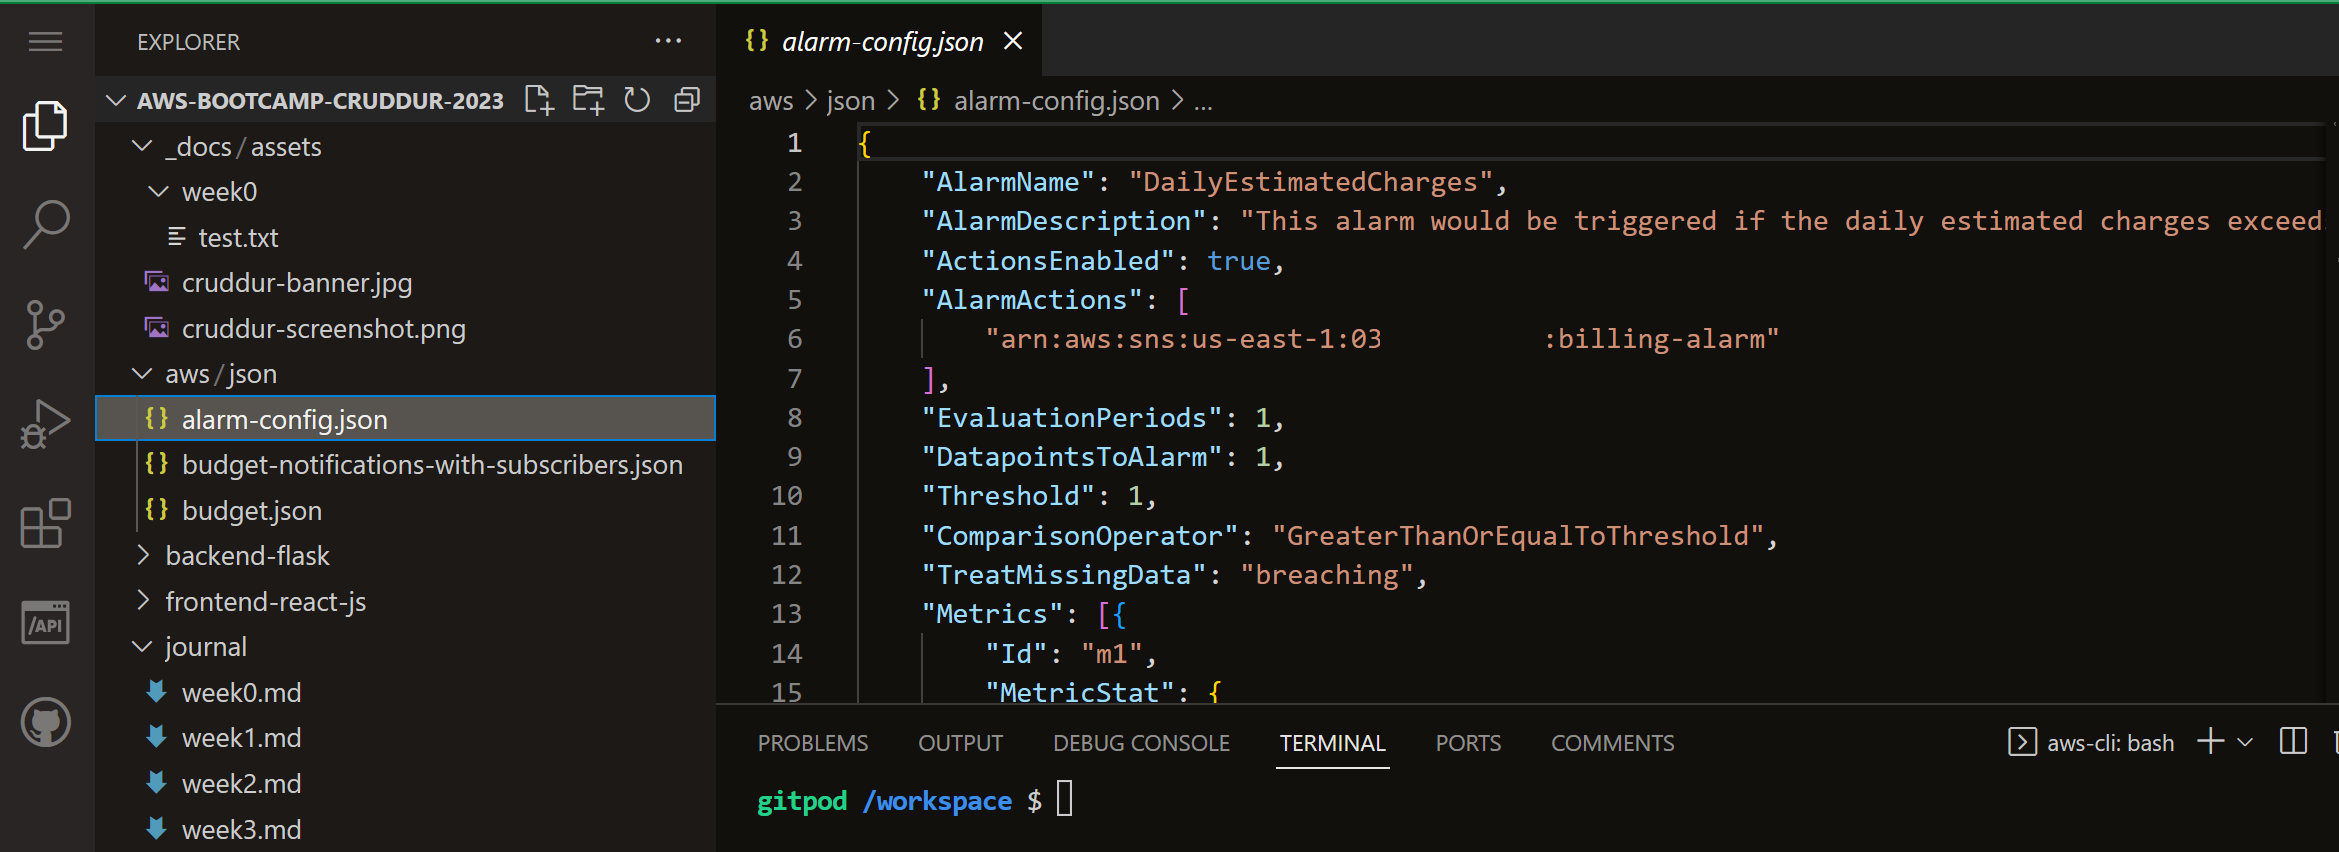 EXPLORER
AWS-BOOTCAMP-CRUDDUR-2023
_docs / assets
week0
test.txt
cruddur-banner.jpg
cruddur-screenshot.png
aws / json
alarm-config.json
budget-notifications-with-subscribers.json
budget.json
backend-flask
frontend-react-js
journal
week0.md
week1.md
week2.md
week3.md
/API
{} alarm-config.json
aws > json > {} alarm-config.json > ...
1 {
2 "AlarmName": "DailyEstimatedCharges",
3 "AlarmDescription": "This alarm would be triggered if the daily estimated charges exceeds
4 "ActionsEnabled": true,
5 "AlarmActions": [
6 "arn:aws:sns:us-east-1:03 :billing-alarm"
7 ],
8 "EvaluationPeriods": 1,
9 "DatapointsToAlarm": 1,
10 "Threshold": 1,
11 "ComparisonOperator": "GreaterThanOrEqualToThreshold",
12 "TreatMissingData": "breaching",
13 "Metrics": [{
14 "Id": "m1",
15 "MetricStat": {
PROBLEMS OUTPUT DEBUG CONSOLE TERMINAL PORTS COMMENTS aws-cli: bash
gitpod /workspace $